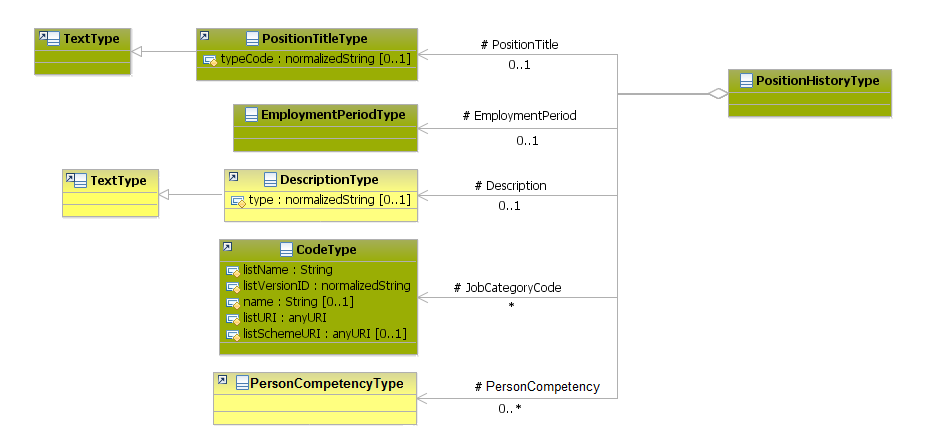 TextType
PositionTitleType
typeCode : normalizedString [0..1]
# PositionTitle
0..1
PositionHistoryType
EmploymentPeriodType
# EmploymentPeriod
0..1
TextType
DescriptionType
type : normalizedString [0..1]
# Description
0..1
CodeType
listName : String
listVersionID : normalizedString
name : String [0..1]
listURI : anyURI
listSchemeURI : anyURI [0..1]
# JobCategoryCode
*
PersonCompetencyType
# PersonCompetency
0..*